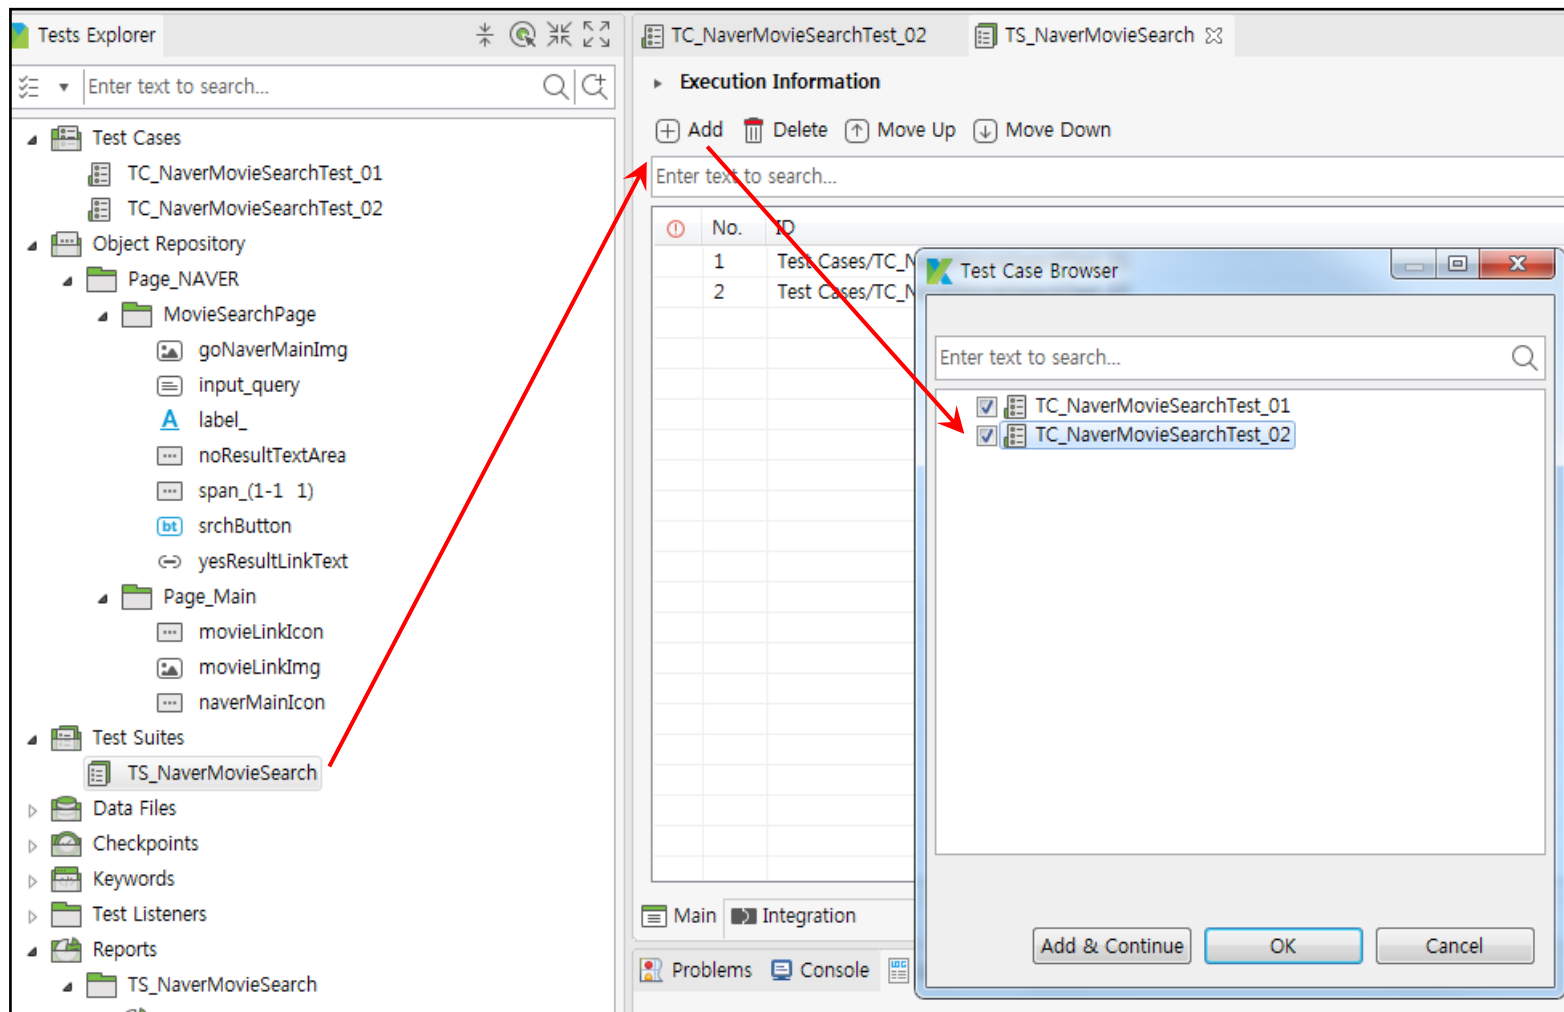 Tests Explorer
Enter text to search...
Test Cases
TC_NaverMovieSearchTest_01
TC_NaverMovieSearchTest_02
Object Repository
Page_NAVER
MovieSearchPage
goNaverMainImg
input_query
A label_
noResultTextArea
span_(1-1 1)
bt srchButton
yesResultLinkText
Page_Main
movieLinkIcon
movieLinkImg
naverMainIcon
Test Suites
TS_NaverMovieSearch
Data Files
Checkpoints
Keywords
Test Listeners
Reports
TS_NaverMovieSearch
TC_NaverMovieSearchTest_02 TS_NaverMovieSearch
Execution Information
Add Delete Move Up Move Down
Enter text to search...
No. ID
1 Test Cases/TC_N
2 Test Cases/TC_N
Main Integration
Problems Console
Test Case Browser
Enter text to search...
TC_NaverMovieSearchTest_01
TC_NaverMovieSearchTest_02
Add & Continue OK Cancel